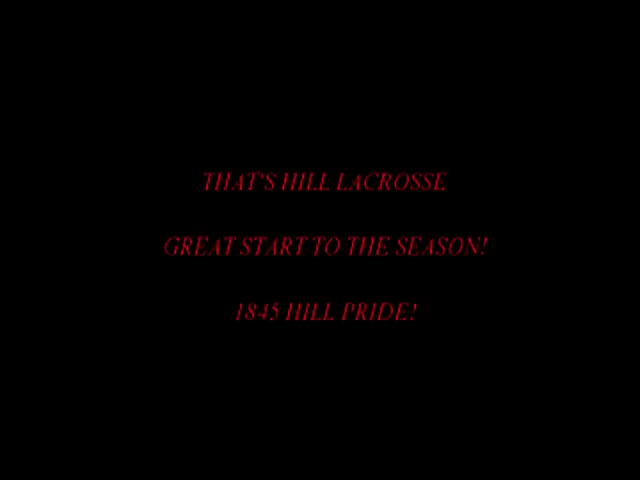 THAT'S HILL LACROSSE
GREAT START TO THE SEASON!
1845 HILL PRIDE!